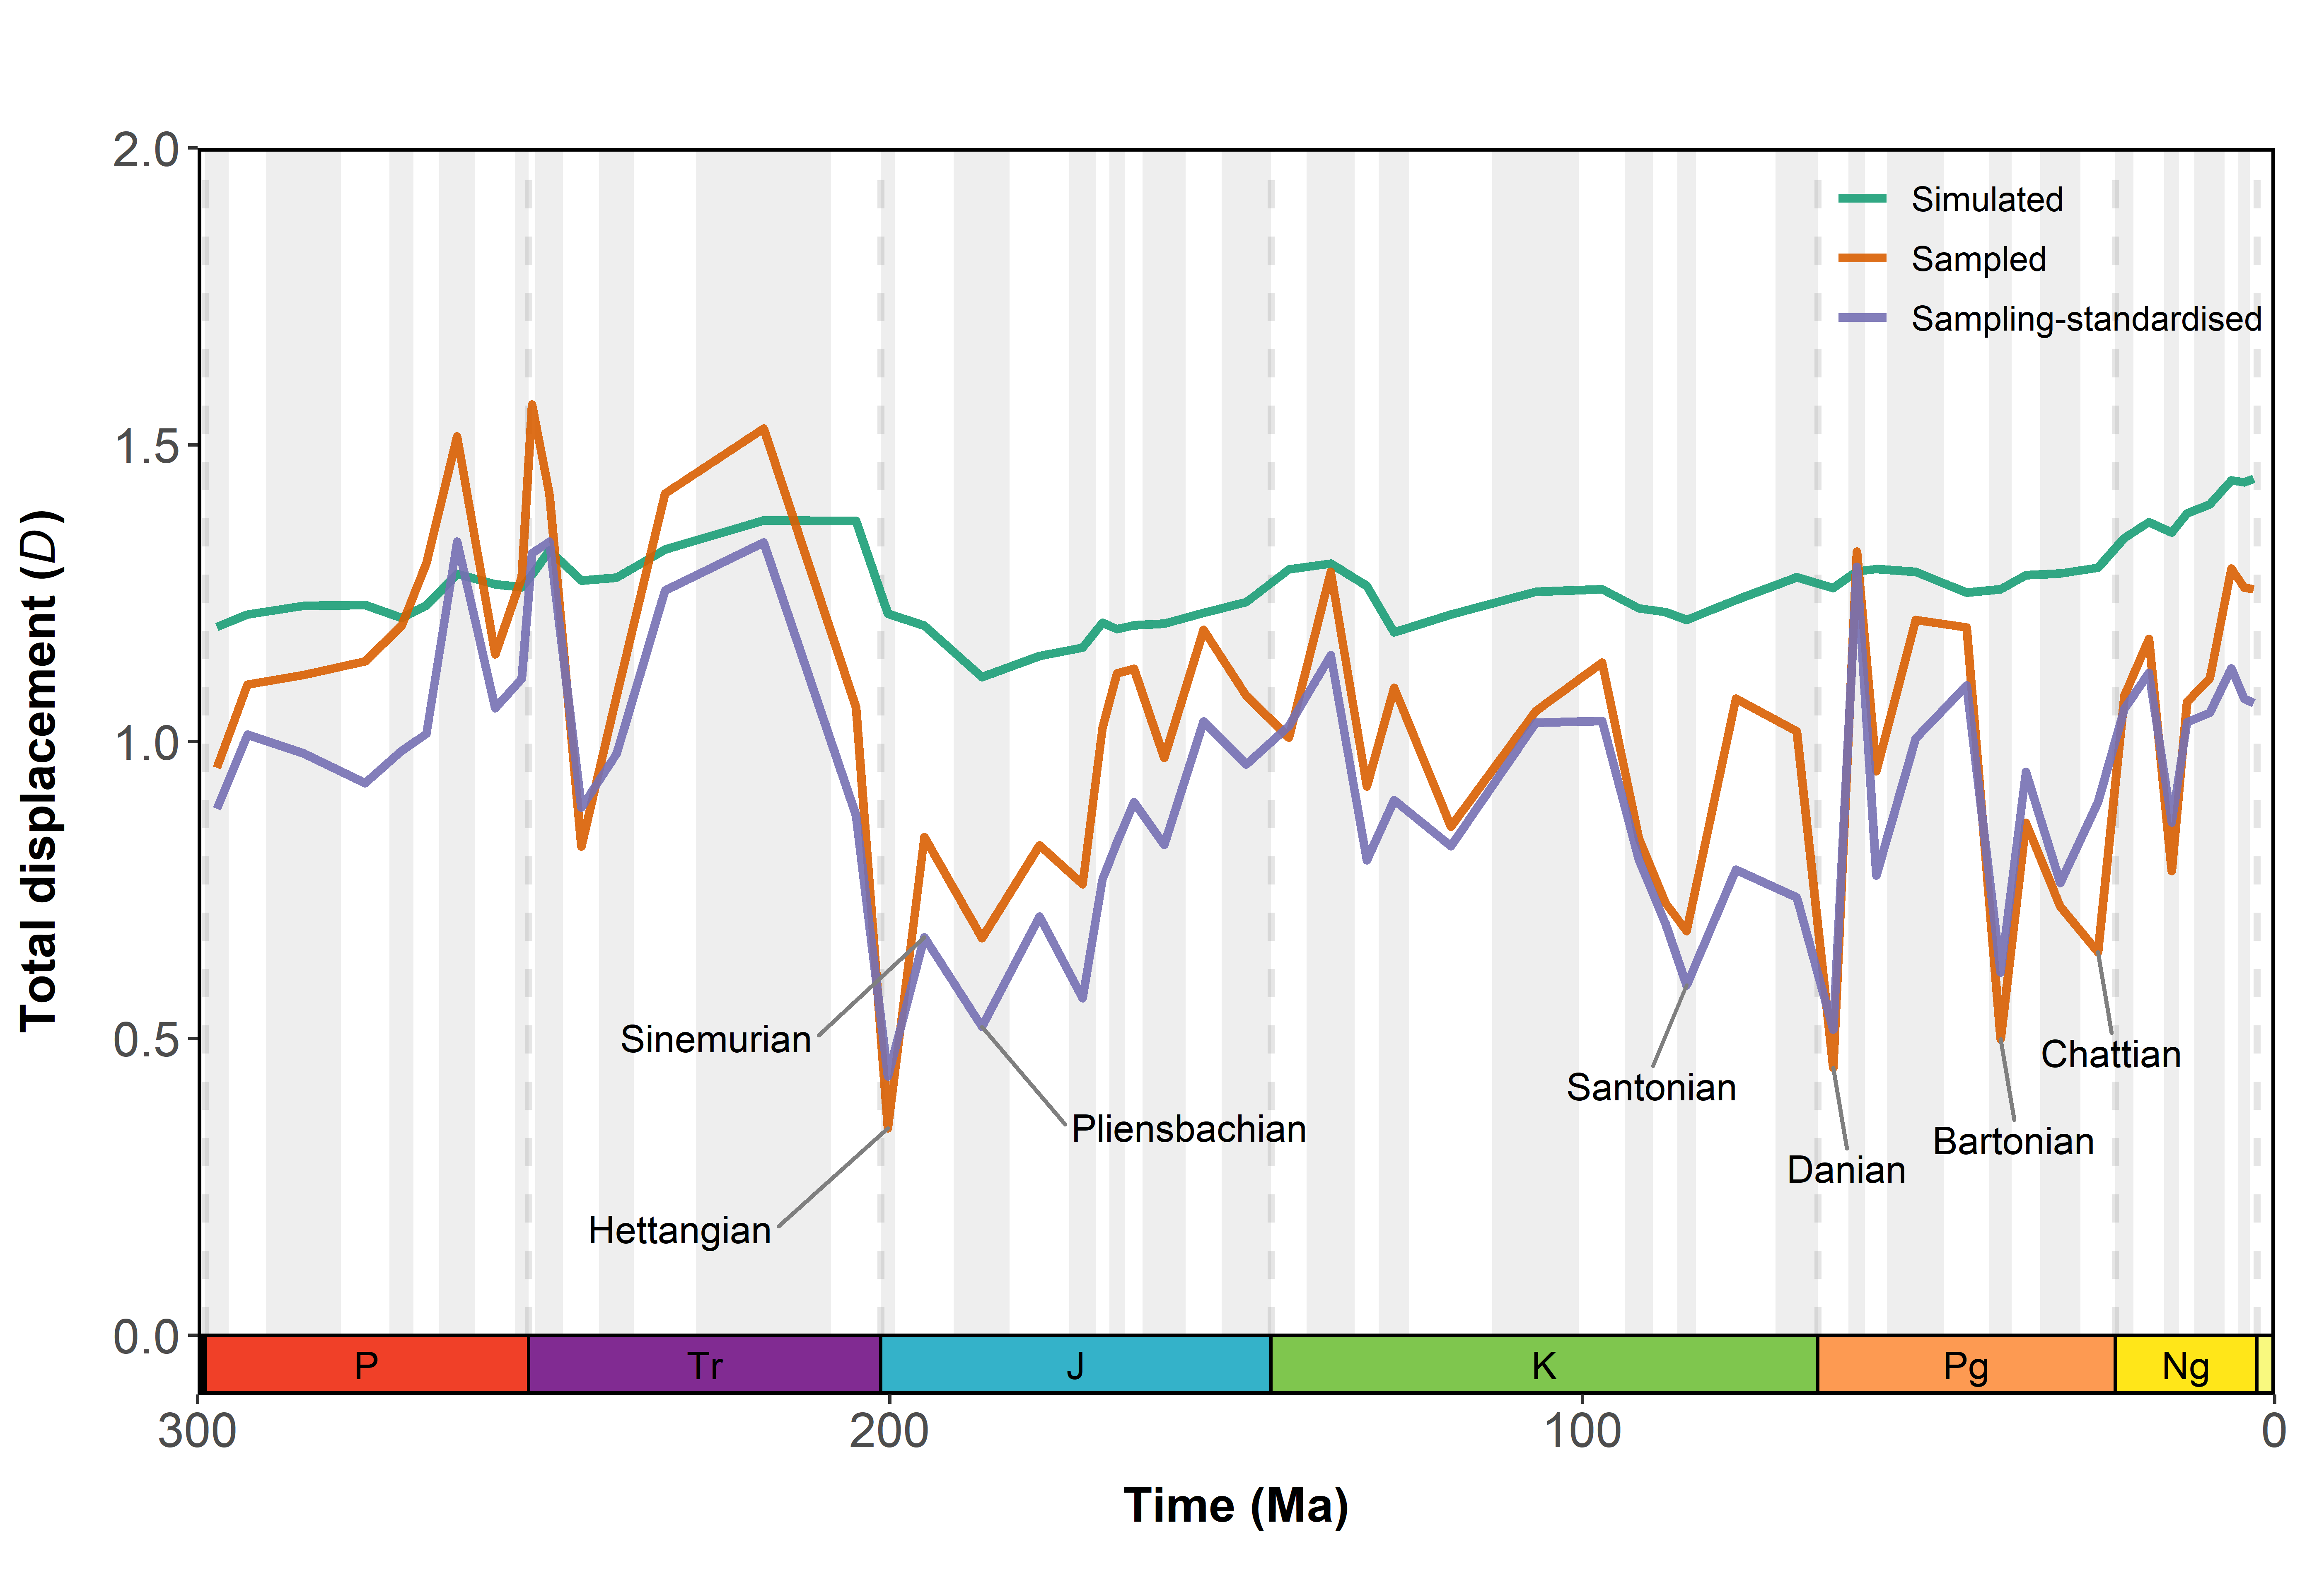 2.0
1.5
1.0
0.5
0.0
Total displacement (D)
Simulated
Sampled
Sampling-standardised
Sinemurian
Pliensbachian
Hettangian
Santonian
Chattian
Bartonian
Danian
P Tr J K Pg Ng
300 200 100 0
Time (Ma)